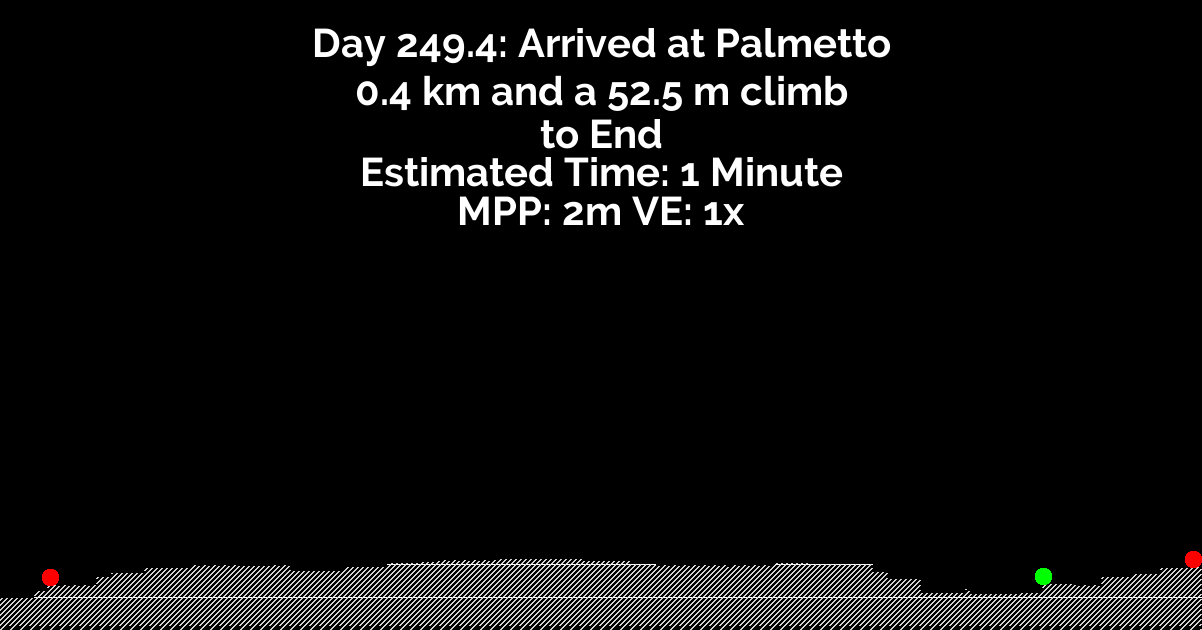 Day 249.4: Arrived at Palmetto
0.4 km and a 52.5 m climb
to End
Estimated Time: 1 Minute
MPP: 2m VE: 1x